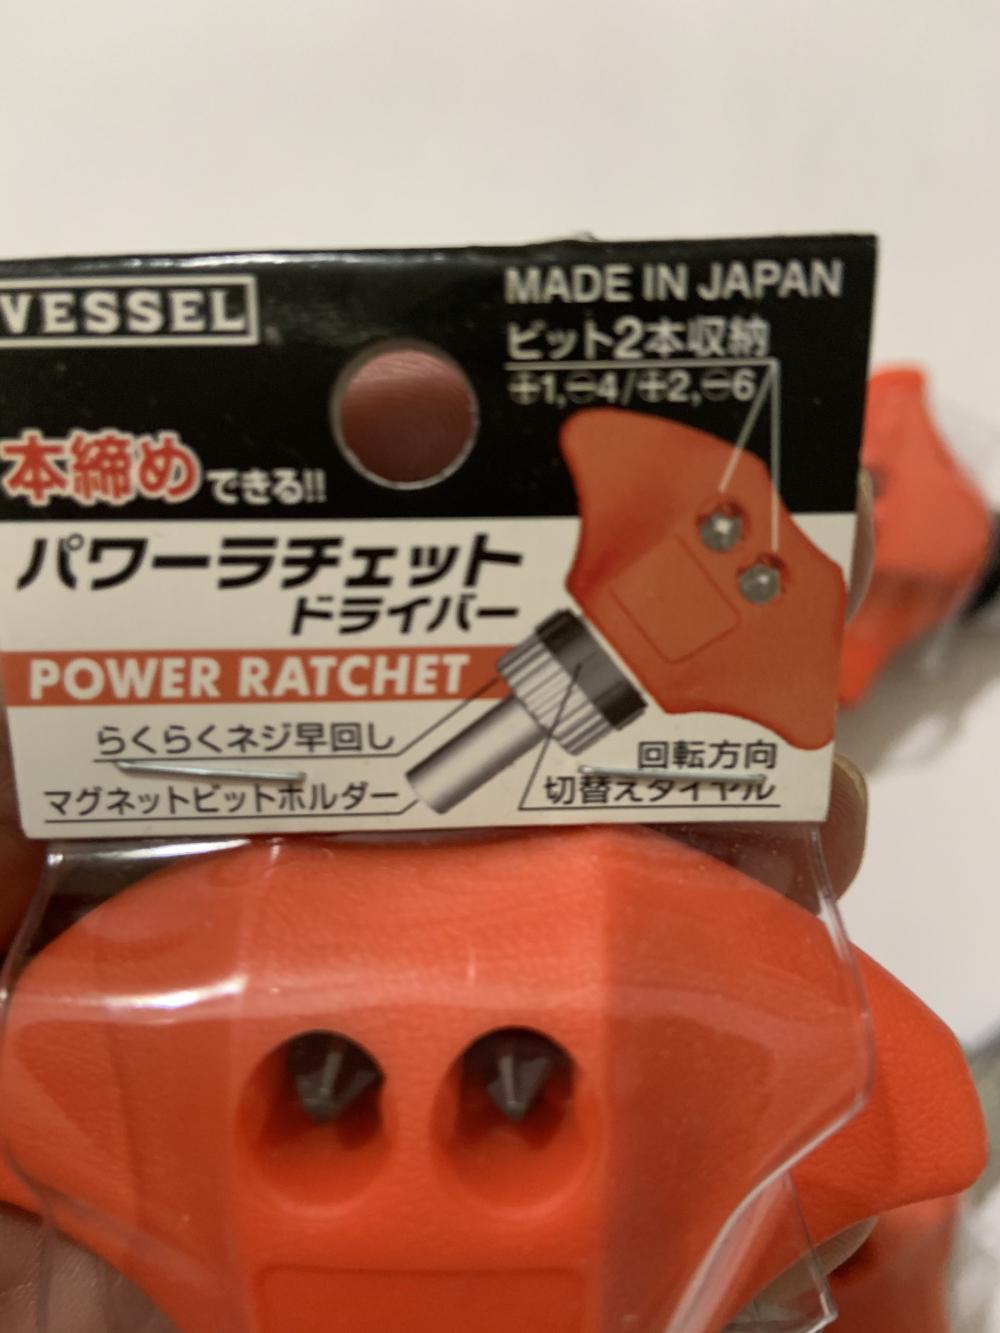 VESSEL
MADE IN JAPAN
ビット2本収納
⊕1,⊖4/⊕2,⊖6
本締めできる!!
パワーラチェット
ドライバー
POWER RATCHET
らくらくネジ早回し
マグネットビットホルダー
回転方向
切替えダイヤル